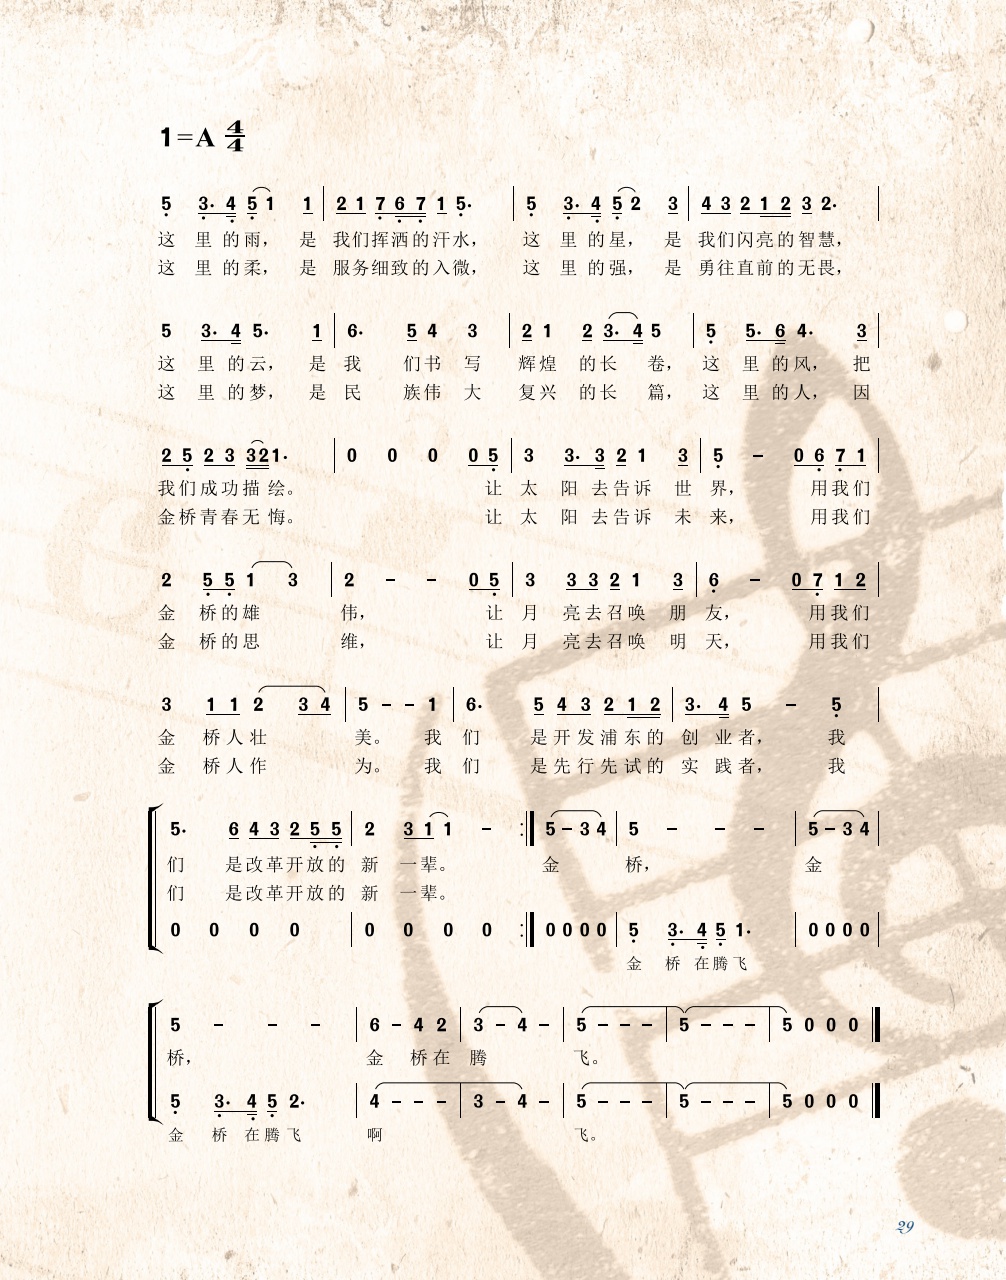 1=A 4/4
5 3· 4 5 1 1 | 2 1 7 6 7 1 5· | 5 3· 4 5 2 3 | 4 3 2 1 2 3 2· |
这 里 的 雨， 是 我们挥洒的汗水， 这 里 的 星， 是 我们闪亮的智慧，
这 里 的 柔， 是 服务细致的入微， 这 里 的 强， 是 勇往直前的无畏，
5 3· 4 5· 1 | 6· 5 4 3 | 2 1 2 3· 4 5 | 5 5· 6 4· 3 |
这 里 的 云， 是 我 们书 写 辉煌 的长 卷， 这 里 的风， 把
这 里 的 梦， 是 民 族伟 大 复兴 的长 篇， 这 里 的人， 因
2 5 2 3 3 2 1· | 0 0 0 0 5 | 3 3· 3 2 1 3 | 5 – 0 6 7 1 |
我们成功描 绘。 让 太 阳 去告诉 世 界， 用我们
金桥青春无 悔。 让 太 阳 去告诉 未 来， 用我们
2 5 5 1 3 | 2 – – 0 5 | 3 3 3 2 1 3 | 6 – 0 7 1 2 |
金 桥的雄 伟， 让 月 亮去召唤 朋 友， 用我们
金 桥的思 维， 让 月 亮去召唤 明 天， 用我们
3 1 1 2 3 4 | 5 – – 1 | 6· 5 4 3 2 1 2 | 3· 4 5 – 5 |
金 桥人壮 美。 我 们 是开发浦东的 创 业者， 我
金 桥人作 为。 我 们 是先行先试的 实 践者， 我
5· 6 4 3 2 5 5 | 2 3 1 1 – :| 5 – 3 4 | 5 – – – | 5 – 3 4 |
们 是改革开放的 新 一辈。 金 桥， 金
们 是改革开放的 新 一辈。
0 0 0 0 | 0 0 0 0 :| 0 0 0 0 | 5 3· 4 5 1· | 0 0 0 0 |
金 桥 在腾飞
5 – – – | 6 – 4 2 | 3 – 4 – | 5 – – – | 5 – – – | 5 0 0 0 |
桥， 金 桥在 腾 飞。
5 3· 4 5 2· | 4 – – – | 3 – 4 – | 5 – – – | 5 – – – | 5 0 0 0 |
金 桥 在腾飞 啊 飞。
29